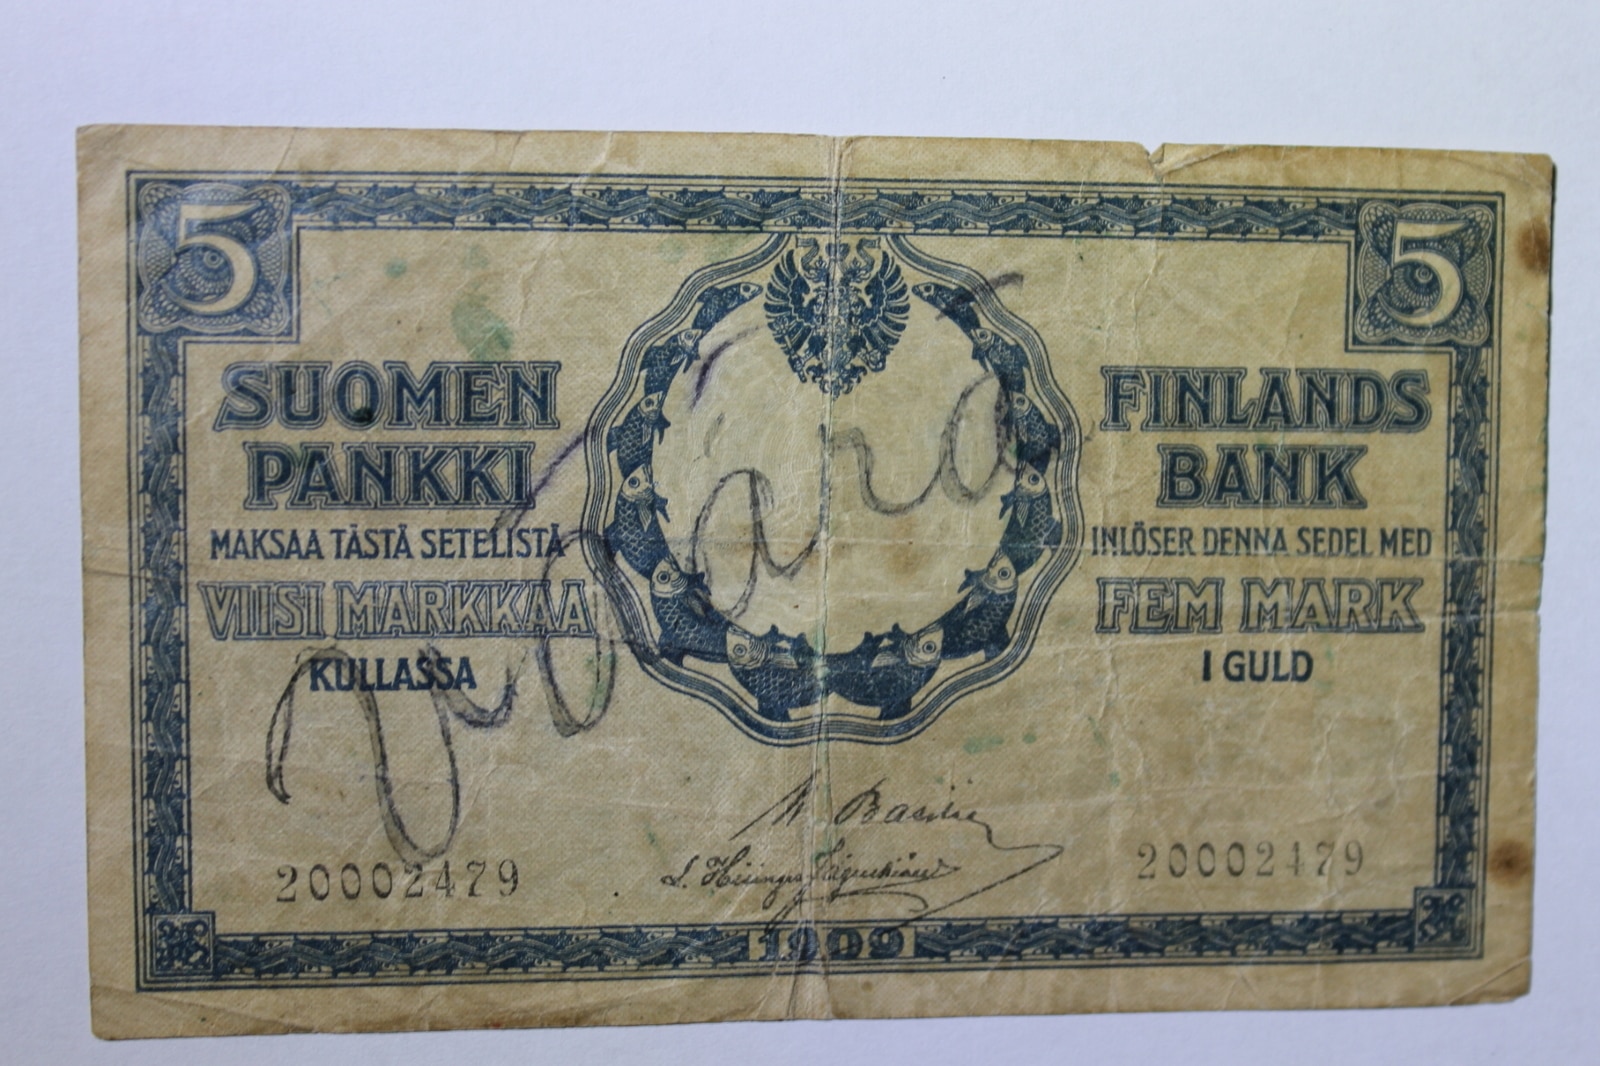 5
5
SUOMEN
PANKKI
MAKSAA TÄSTÄ SETELISTÄ
VIISI MARKKAA
KULLASSA
FINLANDS
BANK
INLÖSER DENNA SEDEL MED
FEM MARK
I GULD
väärä
20002479
20002479
1909